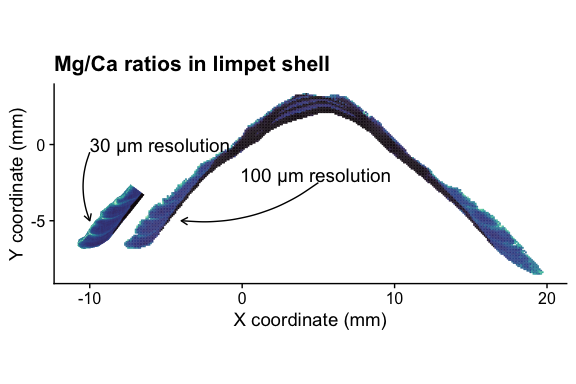 Mg/Ca ratios in limpet shell
Y coordinate (mm)
0
-5
30 µm resolution
100 µm resolution
-10
0
10
20
X coordinate (mm)